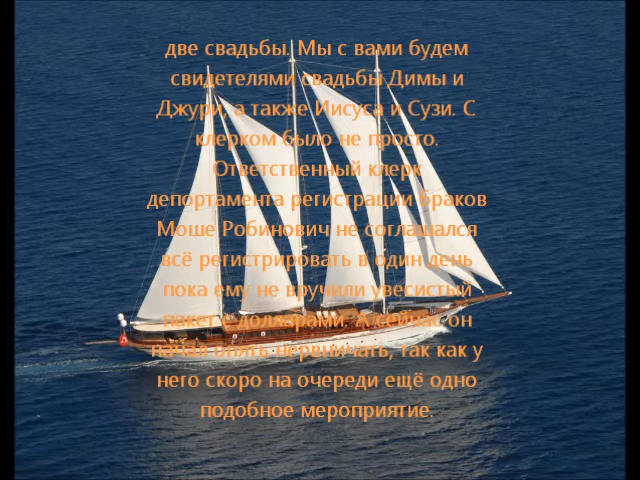 две свадьбы. Мы с вами будем
свидетелями свадьбы Димы и
Джури, а также Иисуса и Сузи. С
клерком было не просто.
Ответственный клерк
депортамента регистрации браков
Моше Робинович не соглашался
всё регистрировать в один день
пока ему не вручили увесистый
пакет с долларами. А сейчас он
начал опять нервничать, так как у
него скоро на очереди ещё одно
подобное мероприятие.